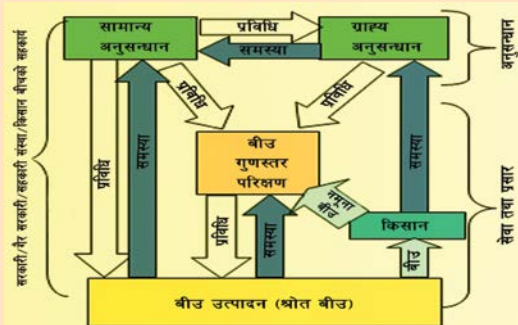 सामान्य
अनुसन्धान
प्रविधि
समस्या
ग्राह्य
अनुसन्धान
अनुसन्धान
प्रविधि
प्रविधि
सरकारी/गैर सरकारी/सहकारी संस्था/किसान बीचको सहकार्य
प्रविधि
समस्या
बीउ
गुणस्तर
परिक्षण
समस्या
सेवा तथा प्रसार
नमूना
बीउ
किसान
प्रविधि
समस्या
बीउ
बीउ उत्पादन (श्रोत बीउ)